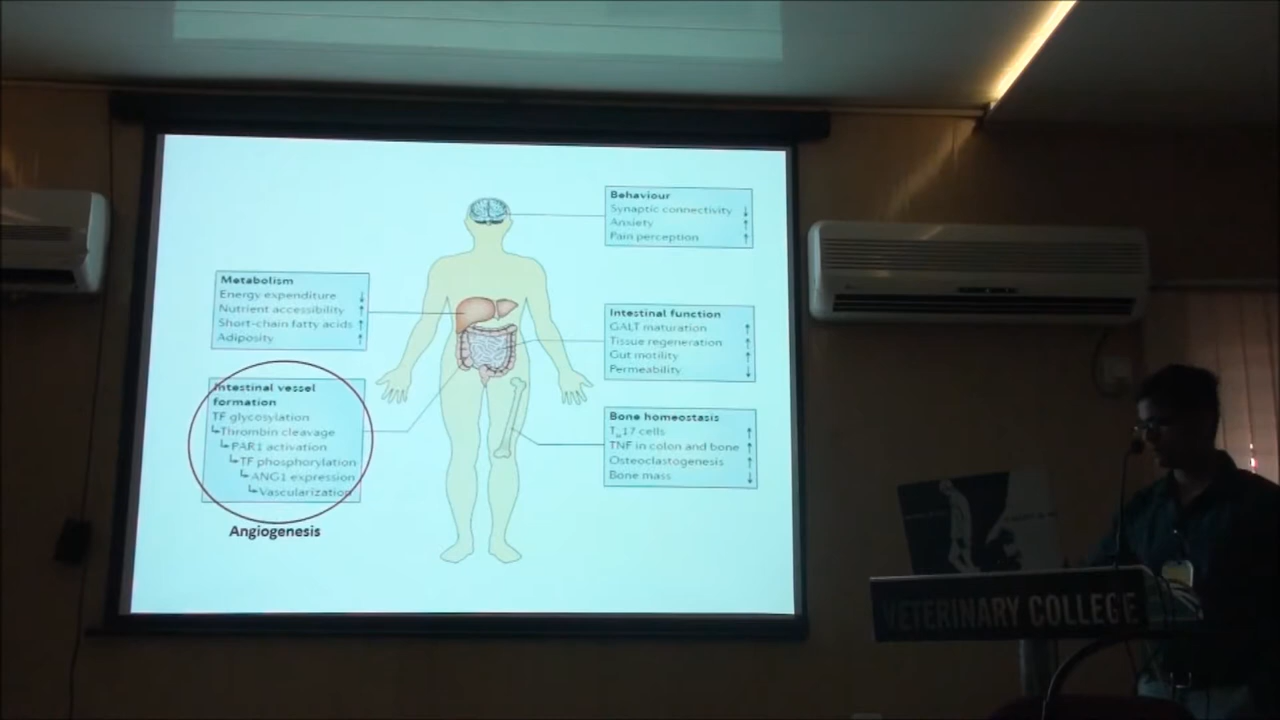 Behaviour
Synaptic connectivity ↓
Anxiety ↑
Pain perception ↑
Metabolism
Energy expenditure ↓
Nutrient accessibility ↑
Short-chain fatty acids ↑
Adiposity ↑
Intestinal function
GALT maturation ↑
Tissue regeneration ↑
Gut motility ↑
Permeability ↓
Intestinal vessel
formation
TF glycosylation
↳Thrombin cleavage
↳PAR1 activation
↳TF phosphorylation
↳ANG1 expression
↳Vascularization
Angiogenesis
Bone homeostasis
TH17 cells ↑
TNF in colon and bone ↑
Osteoclastogenesis ↑
Bone mass ↓
VETERINARY COLLEGE